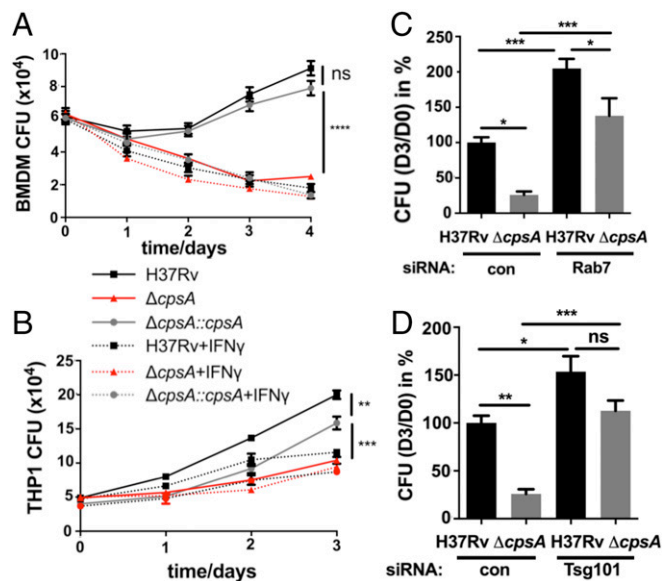 A
BMDM CFU (x10⁴)
10
8
6
4
2
0
ns
****
0 1 2 3 4
time/days
H37Rv
ΔcpsA
ΔcpsA::cpsA
H37Rv+IFNγ
ΔcpsA+IFNγ
ΔcpsA::cpsA+IFNγ
B
THP1 CFU (x10⁴)
25
20
15
10
5
0
**
***
0 1 2 3
time/days
C
CFU (D3/D0) in %
250
200
150
100
50
0
***
***
*
*
H37Rv ΔcpsA H37Rv ΔcpsA
siRNA: con Rab7
D
CFU (D3/D0) in %
200
150
100
50
0
***
*
ns
**
H37Rv ΔcpsA H37Rv ΔcpsA
siRNA: con Tsg101